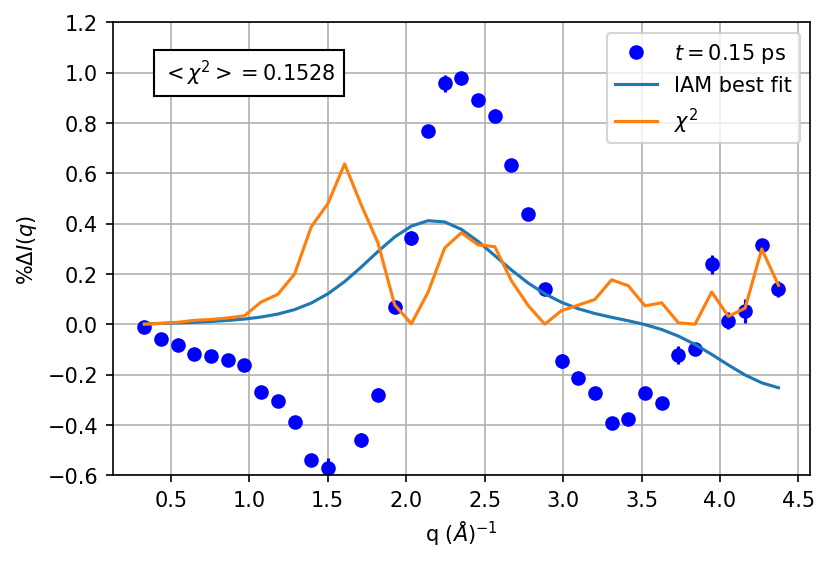 1.2
1.0
0.8
0.6
0.4
0.2
0.0
−0.2
−0.4
−0.6
%ΔI(q)
<χ²> = 0.1528
t = 0.15 ps
IAM best fit
χ²
0.5 1.0 1.5 2.0 2.5 3.0 3.5 4.0 4.5
q (Å)⁻¹